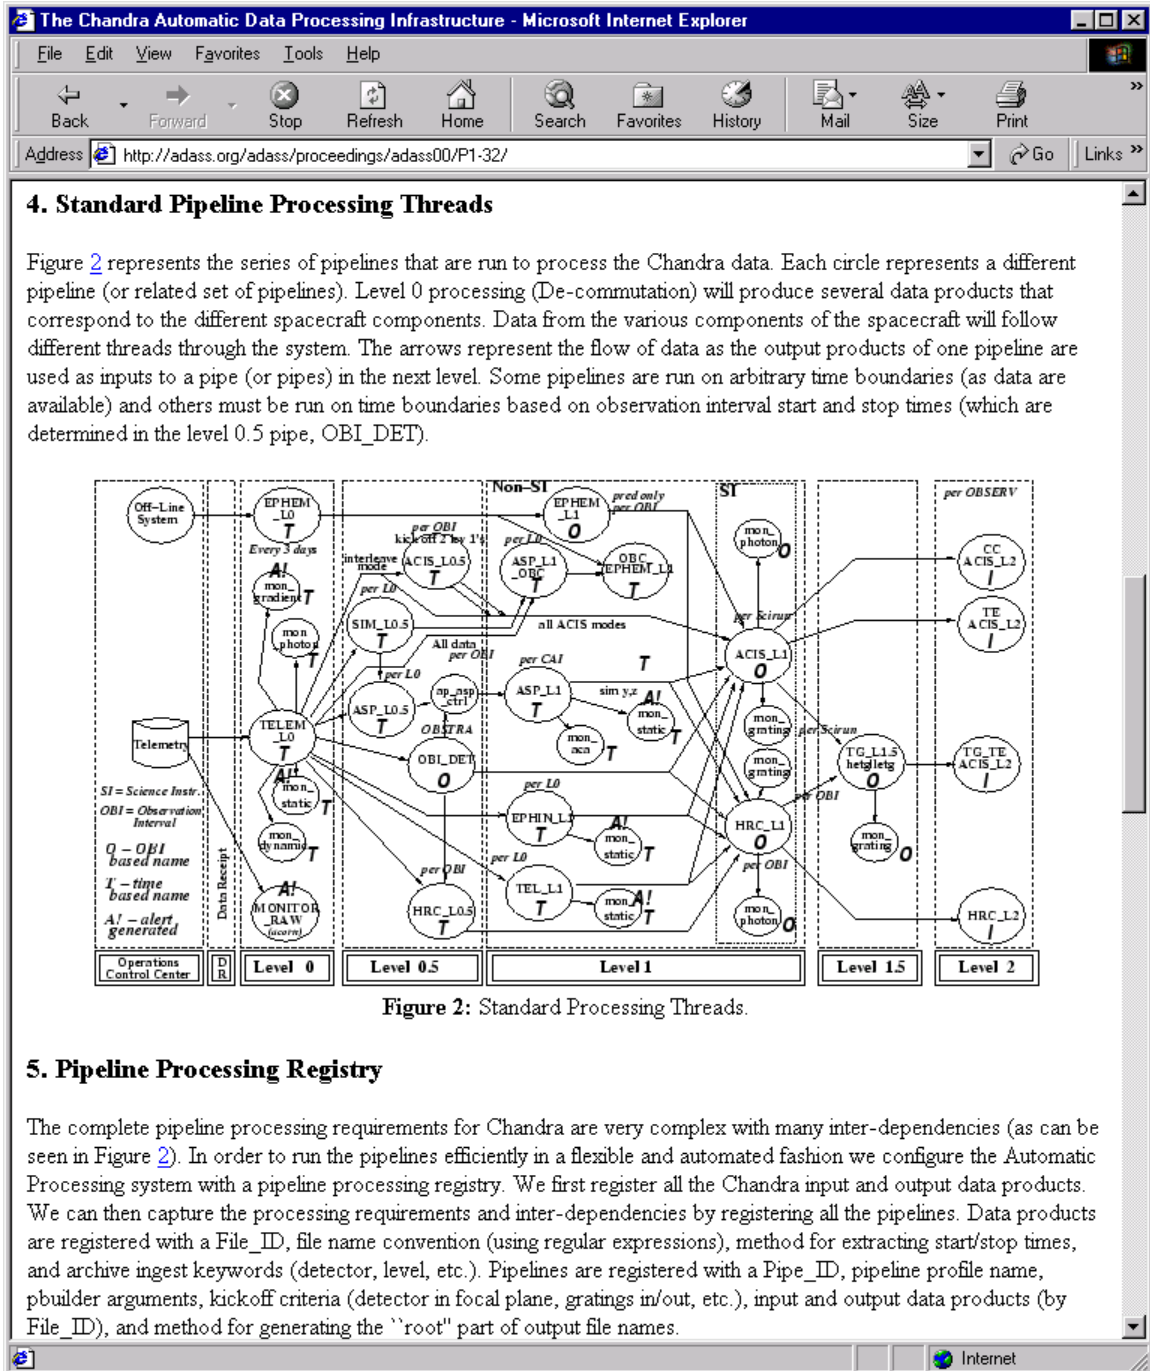 The Chandra Automatic Data Processing Infrastructure - Microsoft Internet Explorer
File Edit View Favorites Tools Help
Back Forward Stop Refresh Home Search Favorites History Mail Size Print
Address http://adass.org/adass/proceedings/adass00/P1-32/ Go Links
4. Standard Pipeline Processing Threads
Figure 2 represents the series of pipelines that are run to process the Chandra data. Each circle represents a different
pipeline (or related set of pipelines). Level 0 processing (De-commutation) will produce several data products that
correspond to the different spacecraft components. Data from the various components of the spacecraft will follow
different threads through the system. The arrows represent the flow of data as the output products of one pipeline are
used as inputs to a pipe (or pipes) in the next level. Some pipelines are run on arbitrary time boundaries (as data are
available) and others must be run on time boundaries based on observation interval start and stop times (which are
determined in the level 0.5 pipe, OBI_DET).
Off-Line
System
Telemetry
SI = Science Instr.
OBI = Observation
Interval
O - OBI
based name
T - time
based name
A! - alert
generated
Operations
Control Center
Data Receipt
D
R
EPHEM
_L0
T
Every 3 days
A!
mon_
gradient T
mon_
photon
T
TELEM
_L0
T
A!
mon_
static
T
mon_
dynamic
T
A!
MONITOR
_RAW
(acorn)
Level 0
per OBI
kick off 2 key 1's
interleave
mode
ACIS_L0.5
T
per L0
SIM_L0.5
T
All data
per OBI
per L0
ASP_L0.5
T
ap_asp
_ctrl
OBSTRA
OBI_DET
O
per OBI
HRC_L0.5
T
Level 0.5
Non-SI
EPHEM
_L1
O
pred only
per OBI
per L0
ASP_L1
_OBC
T
OBC
EPHEM_L1
T
all ACIS modes
per CAI
T
ASP_L1
T
sim y,z
A!
mon_
static
T
mon_
aca
T
per L0
EPHIN_L1
T
A!
mon_
static
T
per L0
TEL_L1
T
A!
mon_
static
T
Level 1
SI
mon_
photon
O
per Scirun
ACIS_L1
O
mon_
grating
mon_
grating
HRC_L1
O
per OBI
mon_
photon
O
per Scirun
TG_L1.5
hetg|letg
O
per OBI
mon_
grating
O
Level 1.5
per OBSERV
CC
ACIS_L2
I
TE
ACIS_L2
I
TG_TE
ACIS_L2
I
HRC_L2
I
Level 2
Figure 2: Standard Processing Threads.
5. Pipeline Processing Registry
The complete pipeline processing requirements for Chandra are very complex with many inter-dependencies (as can be
seen in Figure 2). In order to run the pipelines efficiently in a flexible and automated fashion we configure the Automatic
Processing system with a pipeline processing registry. We first register all the Chandra input and output data products.
We can then capture the processing requirements and inter-dependencies by registering all the pipelines. Data products
are registered with a File_ID, file name convention (using regular expressions), method for extracting start/stop times,
and archive ingest keywords (detector, level, etc.). Pipelines are registered with a Pipe_ID, pipeline profile name,
pbuilder arguments, kickoff criteria (detector in focal plane, gratings in/out, etc.), input and output data products (by
File_ID), and method for generating the ``root'' part of output file names.
Internet